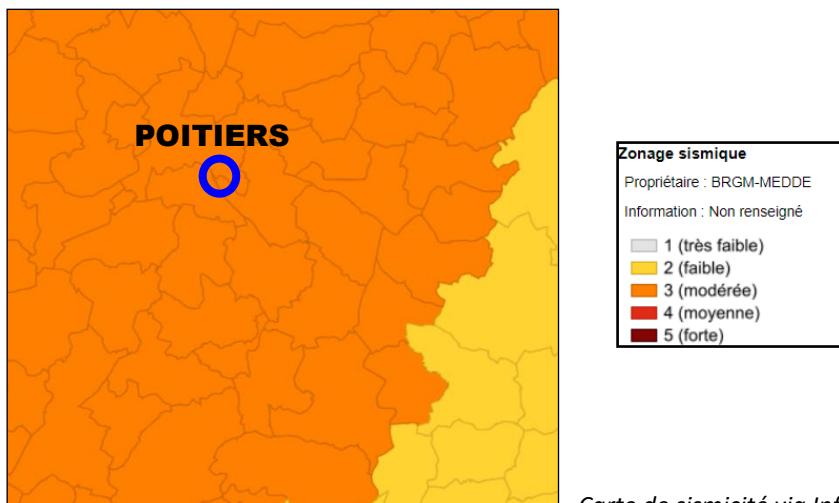 POITIERS
Zonage sismique
Propriétaire : BRGM-MEDDE
Information : Non renseigné
1 (très faible)
2 (faible)
3 (modérée)
4 (moyenne)
5 (forte)
Carte de sismicité via